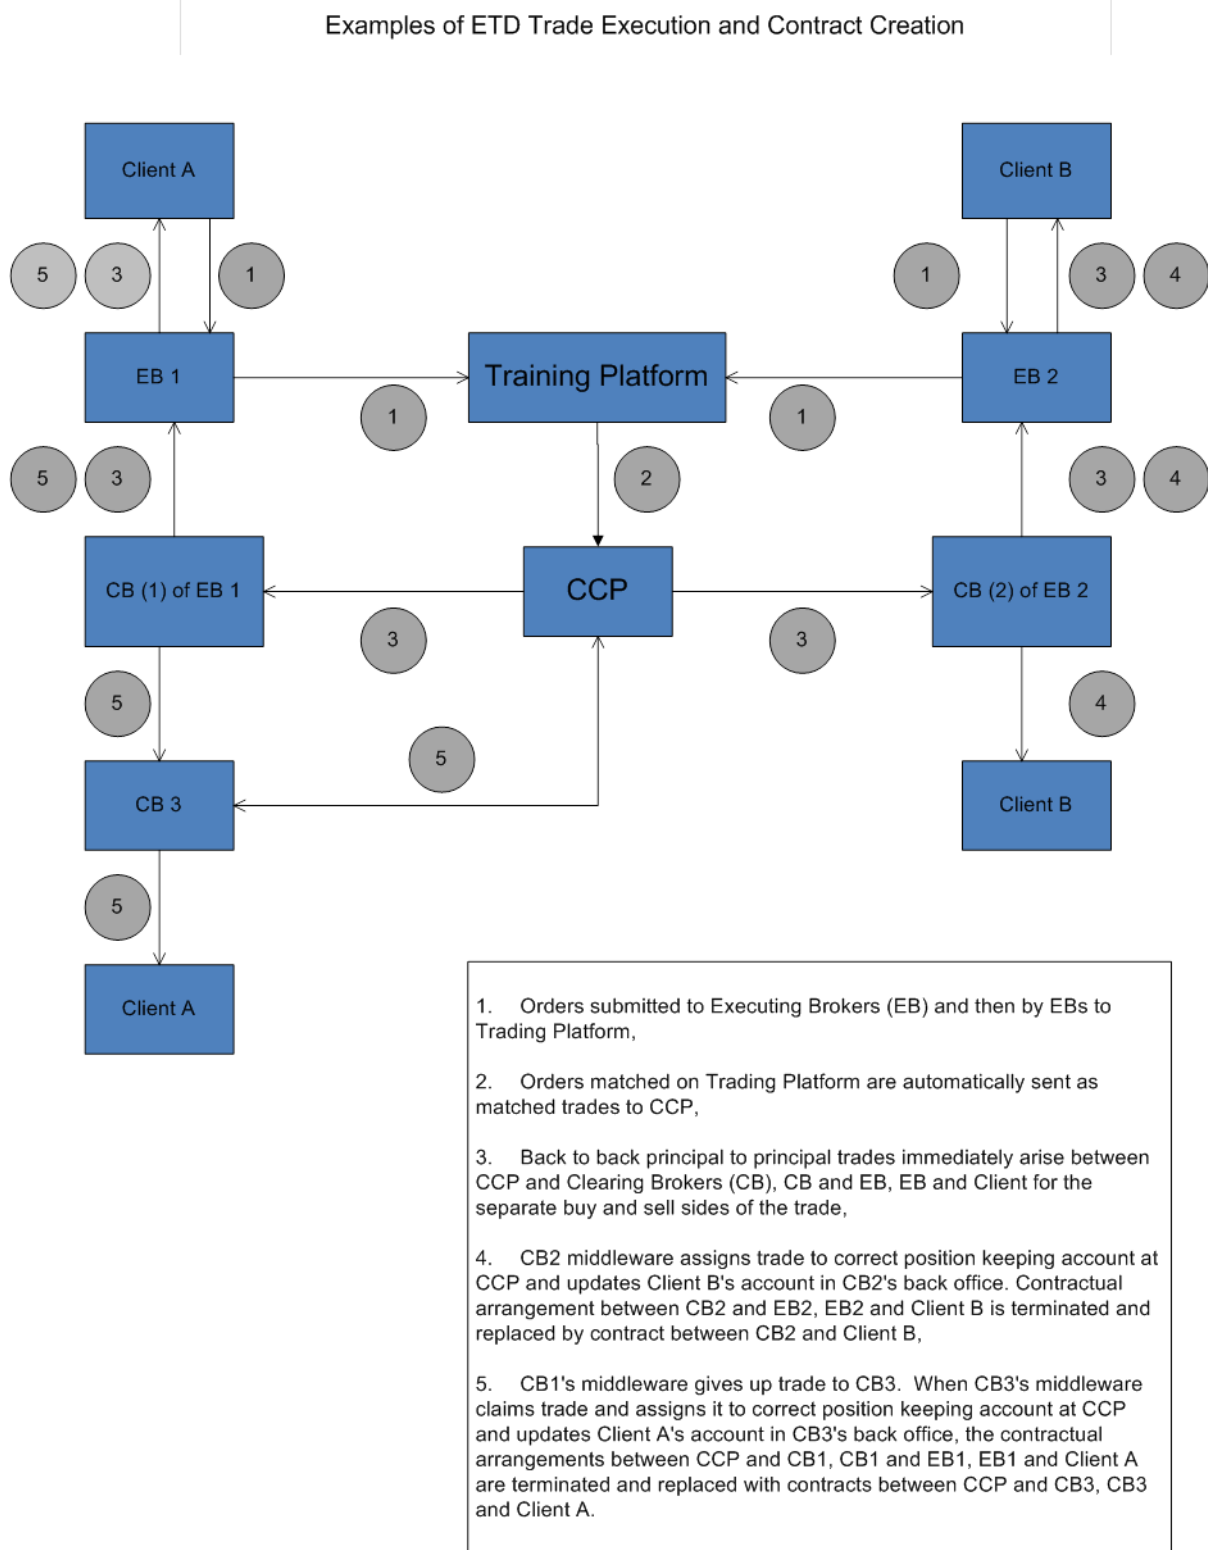 Examples of ETD Trade Execution and Contract Creation
Client A
Client B
5 3 1
1 3 4
EB 1
Training Platform
EB 2
1
1
5 3
2
3 4
CB (1) of EB 1
CCP
CB (2) of EB 2
3
3
5
4
5
CB 3
Client B
5
Client A
1. Orders submitted to Executing Brokers (EB) and then by EBs to
Trading Platform,
2. Orders matched on Trading Platform are automatically sent as
matched trades to CCP,
3. Back to back principal to principal trades immediately arise between
CCP and Clearing Brokers (CB), CB and EB, EB and Client for the
separate buy and sell sides of the trade,
4. CB2 middleware assigns trade to correct position keeping account at
CCP and updates Client B's account in CB2's back office. Contractual
arrangement between CB2 and EB2, EB2 and Client B is terminated and
replaced by contract between CB2 and Client B,
5. CB1's middleware gives up trade to CB3. When CB3's middleware
claims trade and assigns it to correct position keeping account at CCP
and updates Client A's account in CB3's back office, the contractual
arrangements between CCP and CB1, CB1 and EB1, EB1 and Client A
are terminated and replaced with contracts between CCP and CB3, CB3
and Client A.